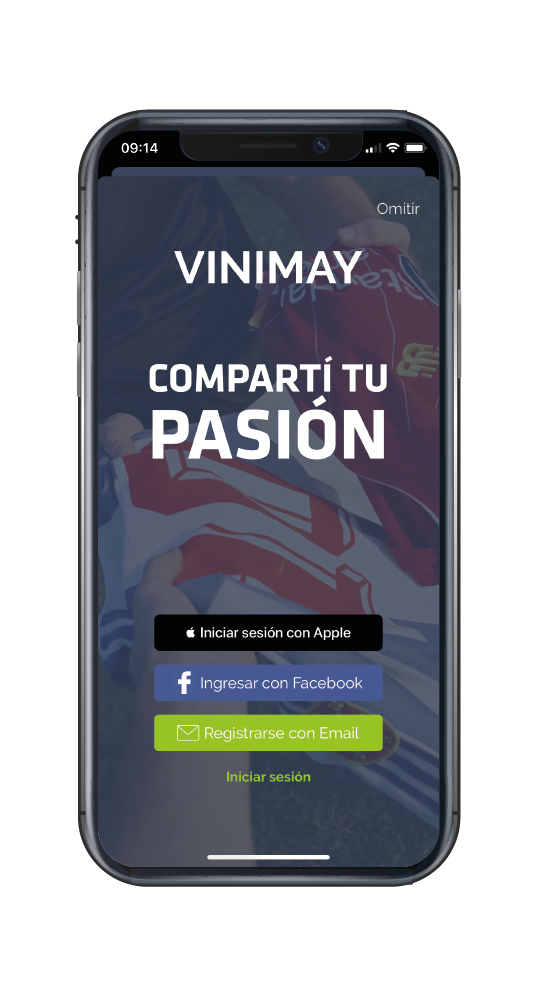 09:14
Omitir
VINIMAY
COMPARTÍ TU
PASIÓN
Iniciar sesión con Apple
Ingresar con Facebook
Registrarse con Email
Iniciar sesión